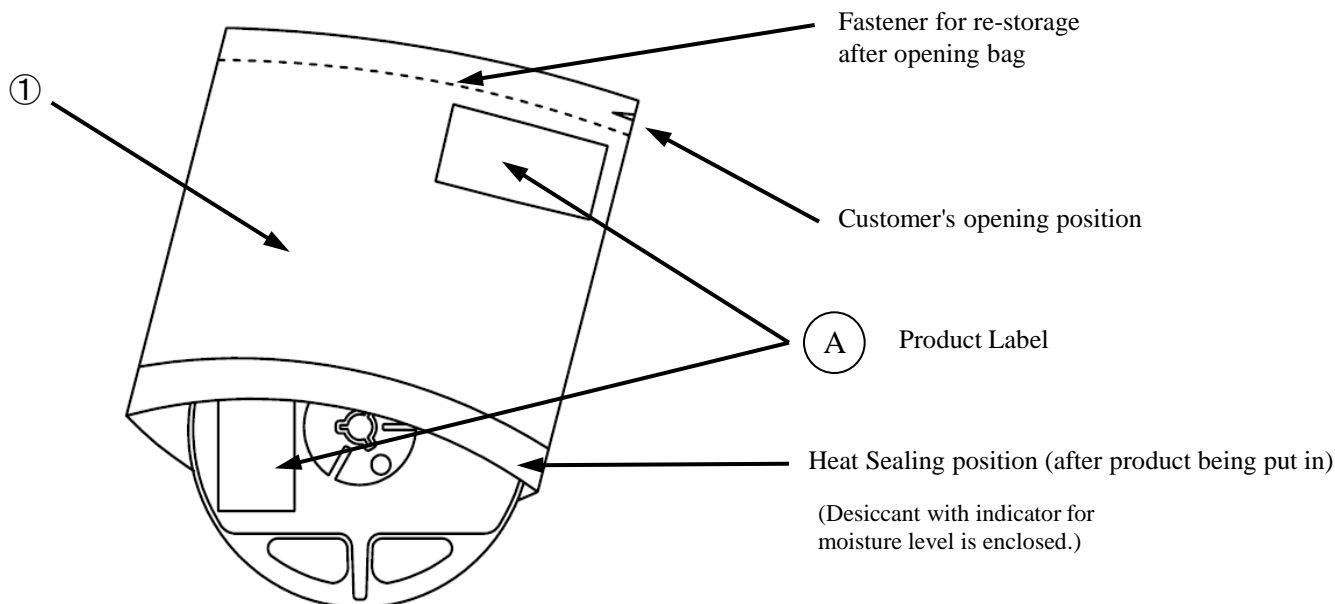 Fastener for re-storage
after opening bag
①
Customer's opening position
A Product Label
Heat Sealing position (after product being put in)
(Desiccant with indicator for
moisture level is enclosed.)